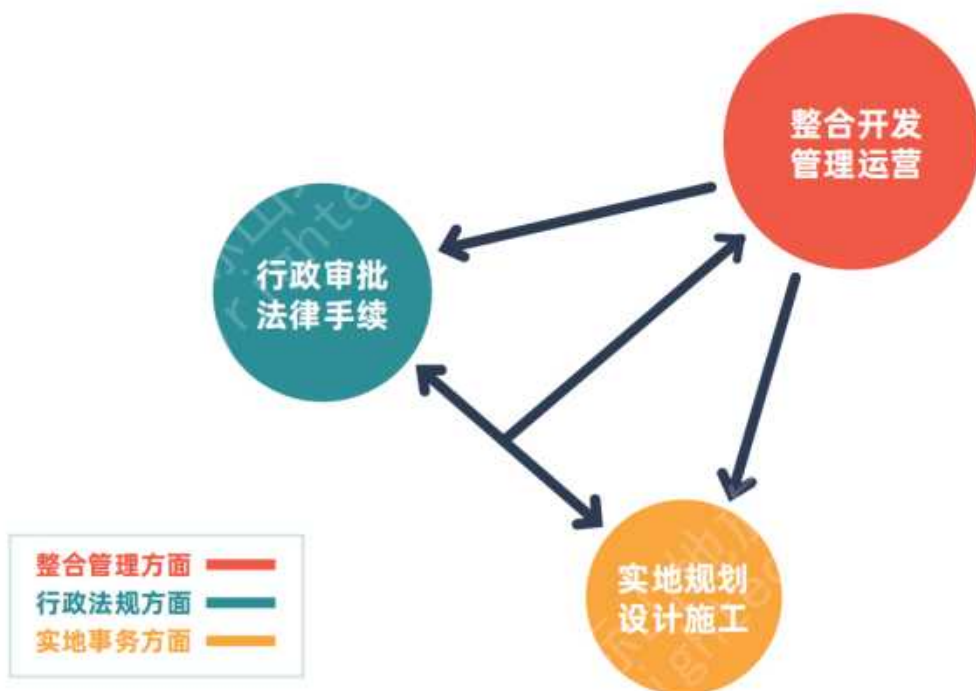 整合开发
管理运营
行政审批
法律手续
实地规划
设计施工
整合管理方面
行政法规方面
实地事务方面